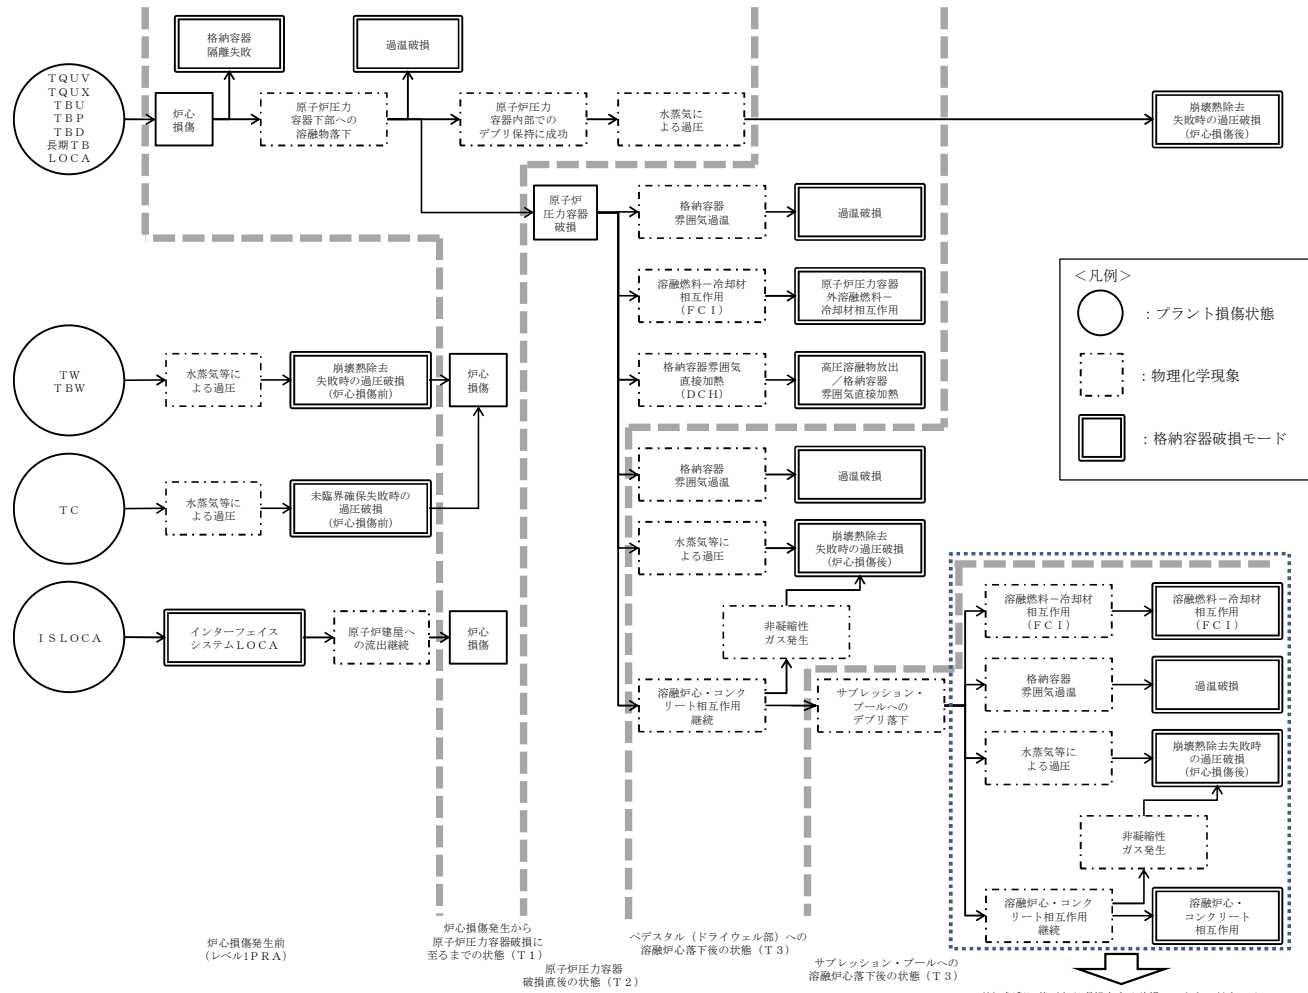 格納容器
隔離失敗
過温破損
ＴＱＵＶ
ＴＱＵＸ
ＴＢＵ
ＴＢＰ
ＴＢＤ
長期ＴＢ
ＬＯＣＡ
炉心
損傷
原子炉圧力
容器下部への
溶融物落下
原子炉圧力
容器内部での
デブリ保持に成功
水蒸気に
よる過圧
崩壊熱除去
失敗時の過圧破損
(炉心損傷後)
原子炉
圧力容器
破損
格納容器
雰囲気過温
過温破損
溶融燃料－冷却材
相互作用
（ＦＣＩ）
原子炉圧力容器
外溶融燃料－
冷却材相互作用
格納容器雰囲気
直接加熱
（ＤＣＨ）
高圧溶融物放出
／格納容器
雰囲気直接加熱
＜凡例＞
：プラント損傷状態
：物理化学現象
：格納容器破損モード
ＴＷ
ＴＢＷ
水蒸気等に
よる過圧
崩壊熱除去
失敗時の過圧破損
(炉心損傷前)
炉心
損傷
ＴＣ
水蒸気等に
よる過圧
未臨界確保失敗時の
過圧破損
(炉心損傷前)
ＩＳＬＯＣＡ
インターフェイス
システムＬＯＣＡ
原子炉建屋へ
の流出継続
炉心
損傷
格納容器
雰囲気過温
過温破損
水蒸気等に
よる過圧
崩壊熱除去
失敗時の過圧破損
(炉心損傷後)
非凝縮性
ガス発生
溶融炉心・コンク
リート相互作用
継続
サプレッション・
プールへの
デブリ落下
溶融燃料－冷却材
相互作用
（ＦＣＩ）
溶融燃料－冷却材
相互作用
（ＦＣＩ）
格納容器
雰囲気過温
過温破損
水蒸気等に
よる過圧
崩壊熱除去失敗時
の過圧破損
(炉心損傷後)
非凝縮性
ガス発生
溶融炉心・コンク
リート相互作用
継続
溶融炉心・
コンクリート
相互作用
炉心損傷発生前
（レベル1ＰＲＡ）
炉心損傷発生から
原子炉圧力容器破損に
至るまでの状態（Ｔ１）
原子炉圧力容器
破損直後の状態（Ｔ２）
ペデスタル（ドライウェル部）への
溶融炉心落下後の状態（Ｔ３）
サプレッション・プールへの
溶融炉心落下後の状態（Ｔ３）